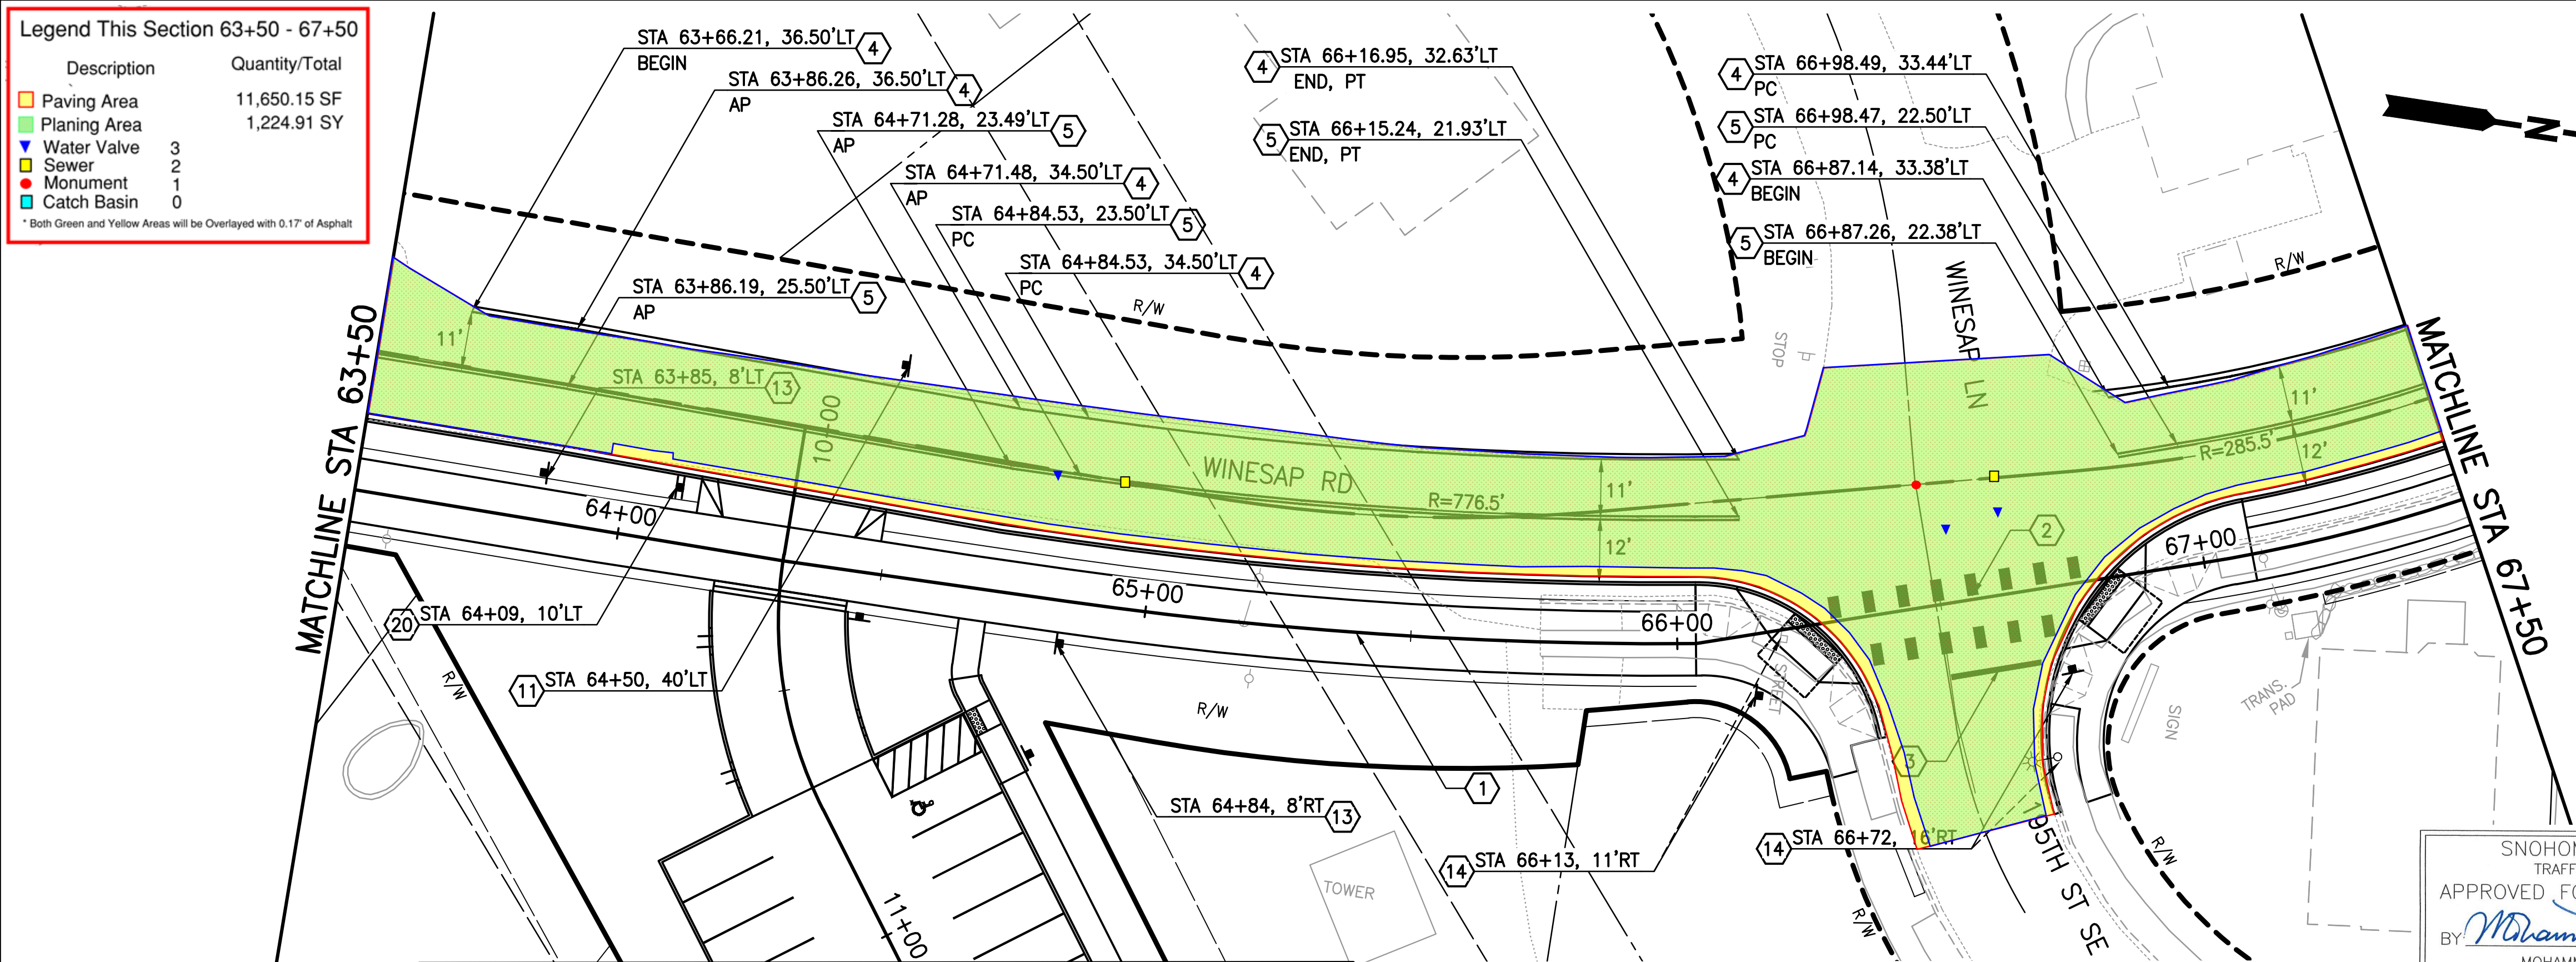 Legend This Section 63+50 - 67+50
Description Quantity/Total
Paving Area 11,650.15 SF
Planing Area 1,224.91 SY
Water Valve 3
Sewer 2
Monument 1
Catch Basin 0
* Both Green and Yellow Areas will be Overlayed with 0.17' of Asphalt
STA 63+66.21, 36.50'LT 4
BEGIN
STA 63+86.26, 36.50'LT 4
AP
STA 64+71.28, 23.49'LT 5
AP
STA 64+71.48, 34.50'LT 4
AP
STA 64+84.53, 23.50'LT 5
PC
STA 64+84.53, 34.50'LT 4
PC
STA 63+86.19, 25.50'LT 5
AP
4 STA 66+16.95, 32.63'LT
END, PT
5 STA 66+15.24, 21.93'LT
END, PT
4 STA 66+98.49, 33.44'LT
PC
5 STA 66+98.47, 22.50'LT
PC
4 STA 66+87.14, 33.38'LT
BEGIN
5 STA 66+87.26, 22.38'LT
BEGIN
N
R/W
R/W
MATCHLINE STA 63+50
11'
STA 63+85, 8'LT 13
10+00
WINESAP RD
R=776.5'
11'
12'
STOP
WINESAP LN
11'
12'
R=285.5'
MATCHLINE STA 67+50
2
64+00
65+00
66+00
67+00
20 STA 64+09, 10'LT
R/W
11 STA 64+50, 40'LT
R/W
STREET
3
SIGN
TRANS.
PAD
1
STA 64+84, 8'RT 13
14 STA 66+13, 11'RT
14 STA 66+72, 16'RT
195TH ST SE
R/W
R/W
TOWER
11+00
SNOHOM
TRAFF
APPROVED FO
BY
MOHAMM